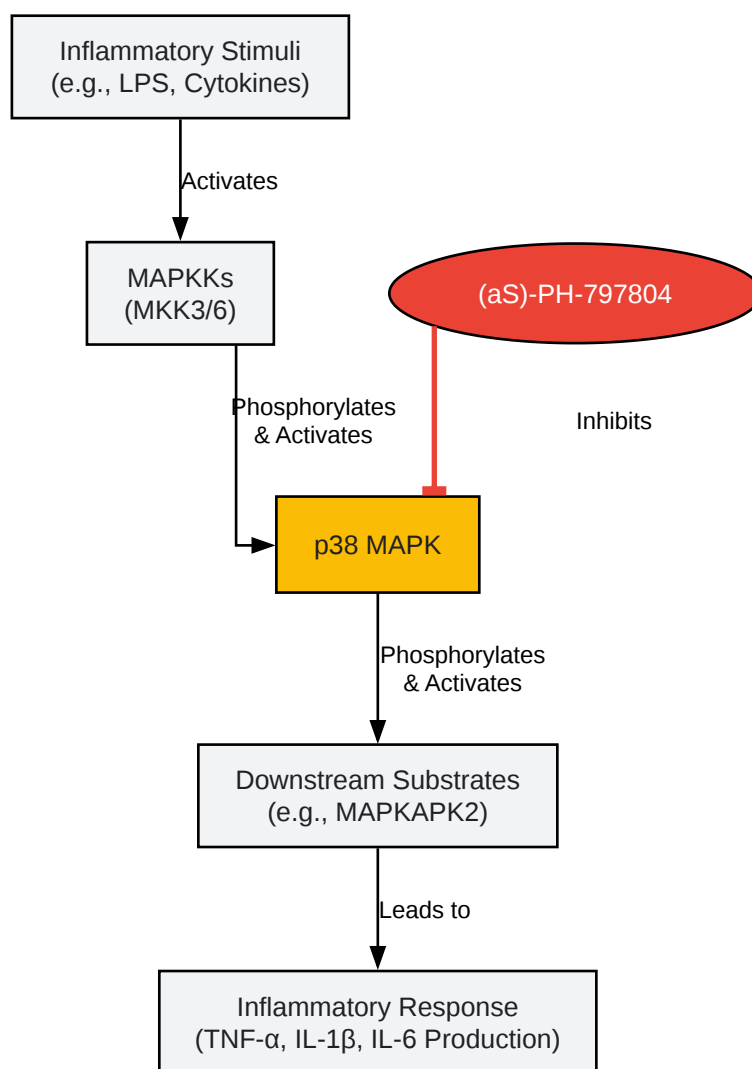 Inflammatory Stimuli
(e.g., LPS, Cytokines)
Activates
MAPKKs
(MKK3/6)
(aS)-PH-797804
Phosphorylates
& Activates
Inhibits
p38 MAPK
Phosphorylates
& Activates
Downstream Substrates
(e.g., MAPKAPK2)
Leads to
Inflammatory Response
(TNF-α, IL-1β, IL-6 Production)